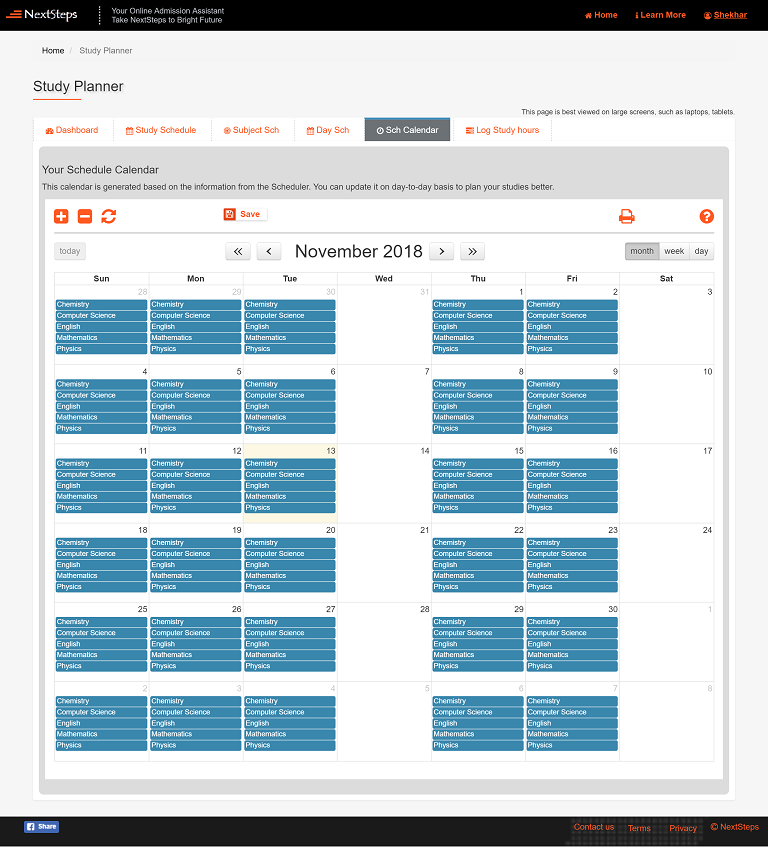 NextSteps
Your Online Admission Assistant
Take NextSteps to Bright Future
Home Learn More Shekhar
Home / Study Planner
Study Planner
This page is best viewed on large screens, such as laptops, tablets.
Dashboard Study Schedule Subject Sch Day Sch Sch Calendar Log Study hours
Your Schedule Calendar
This calendar is generated based on the information from the Scheduler. You can update it on day-to-day basis to plan your studies better.
Save
today « ‹ November 2018 › » month week day
Sun Mon Tue Wed Thu Fri Sat
28 29 30 31 1 2 3
Chemistry Chemistry Chemistry Chemistry Chemistry
Computer Science Computer Science Computer Science Computer Science Computer Science
English English English English English
Mathematics Mathematics Mathematics Mathematics Mathematics
Physics Physics Physics Physics Physics
4 5 6 7 8 9 10
Chemistry Chemistry Chemistry Chemistry Chemistry
Computer Science Computer Science Computer Science Computer Science Computer Science
English English English English English
Mathematics Mathematics Mathematics Mathematics Mathematics
Physics Physics Physics Physics Physics
11 12 13 14 15 16 17
Chemistry Chemistry Chemistry Chemistry Chemistry
Computer Science Computer Science Computer Science Computer Science Computer Science
English English English English English
Mathematics Mathematics Mathematics Mathematics Mathematics
Physics Physics Physics Physics Physics
18 19 20 21 22 23 24
Chemistry Chemistry Chemistry Chemistry Chemistry
Computer Science Computer Science Computer Science Computer Science Computer Science
English English English English English
Mathematics Mathematics Mathematics Mathematics Mathematics
Physics Physics Physics Physics Physics
25 26 27 28 29 30 1
Chemistry Chemistry Chemistry Chemistry Chemistry
Computer Science Computer Science Computer Science Computer Science Computer Science
English English English English English
Mathematics Mathematics Mathematics Mathematics Mathematics
Physics Physics Physics Physics Physics
2 3 4 5 6 7 8
Chemistry Chemistry Chemistry Chemistry Chemistry
Computer Science Computer Science Computer Science Computer Science Computer Science
English English English English English
Mathematics Mathematics Mathematics Mathematics Mathematics
Physics Physics Physics Physics Physics
Share Contact us Terms Privacy © NextSteps